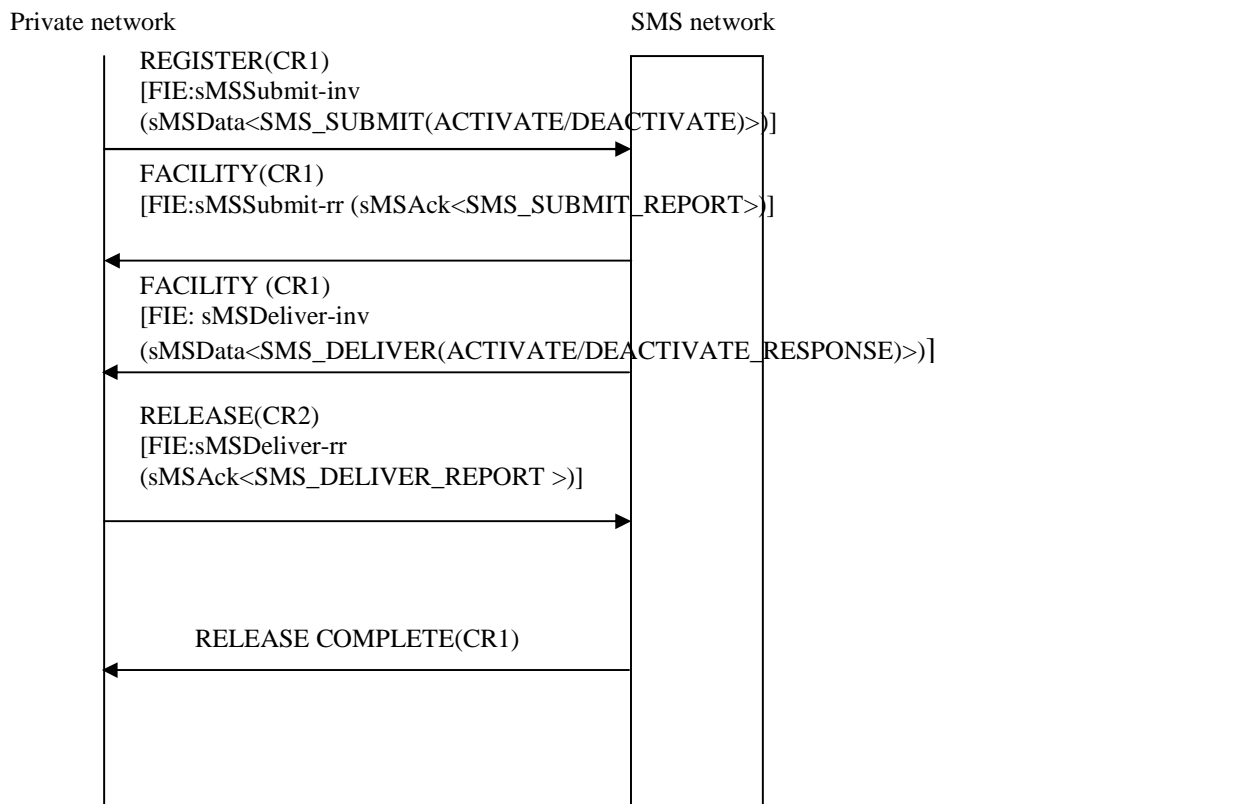 Private network
SMS network
REGISTER(CR1)
[FIE:sMSSubmit-inv
(sMSData<SMS_SUBMIT(ACTIVATE/DEACTIVATE)>)]
FACILITY(CR1)
[FIE:sMSSubmit-rr (sMSAck<SMS_SUBMIT_REPORT>)]
FACILITY (CR1)
[FIE: sMSDeliver-inv
(sMSData<SMS_DELIVER(ACTIVATE/DEACTIVATE_RESPONSE)>)]
RELEASE(CR2)
[FIE:sMSDeliver-rr
(sMSAck<SMS_DELIVER_REPORT >)]
RELEASE COMPLETE(CR1)